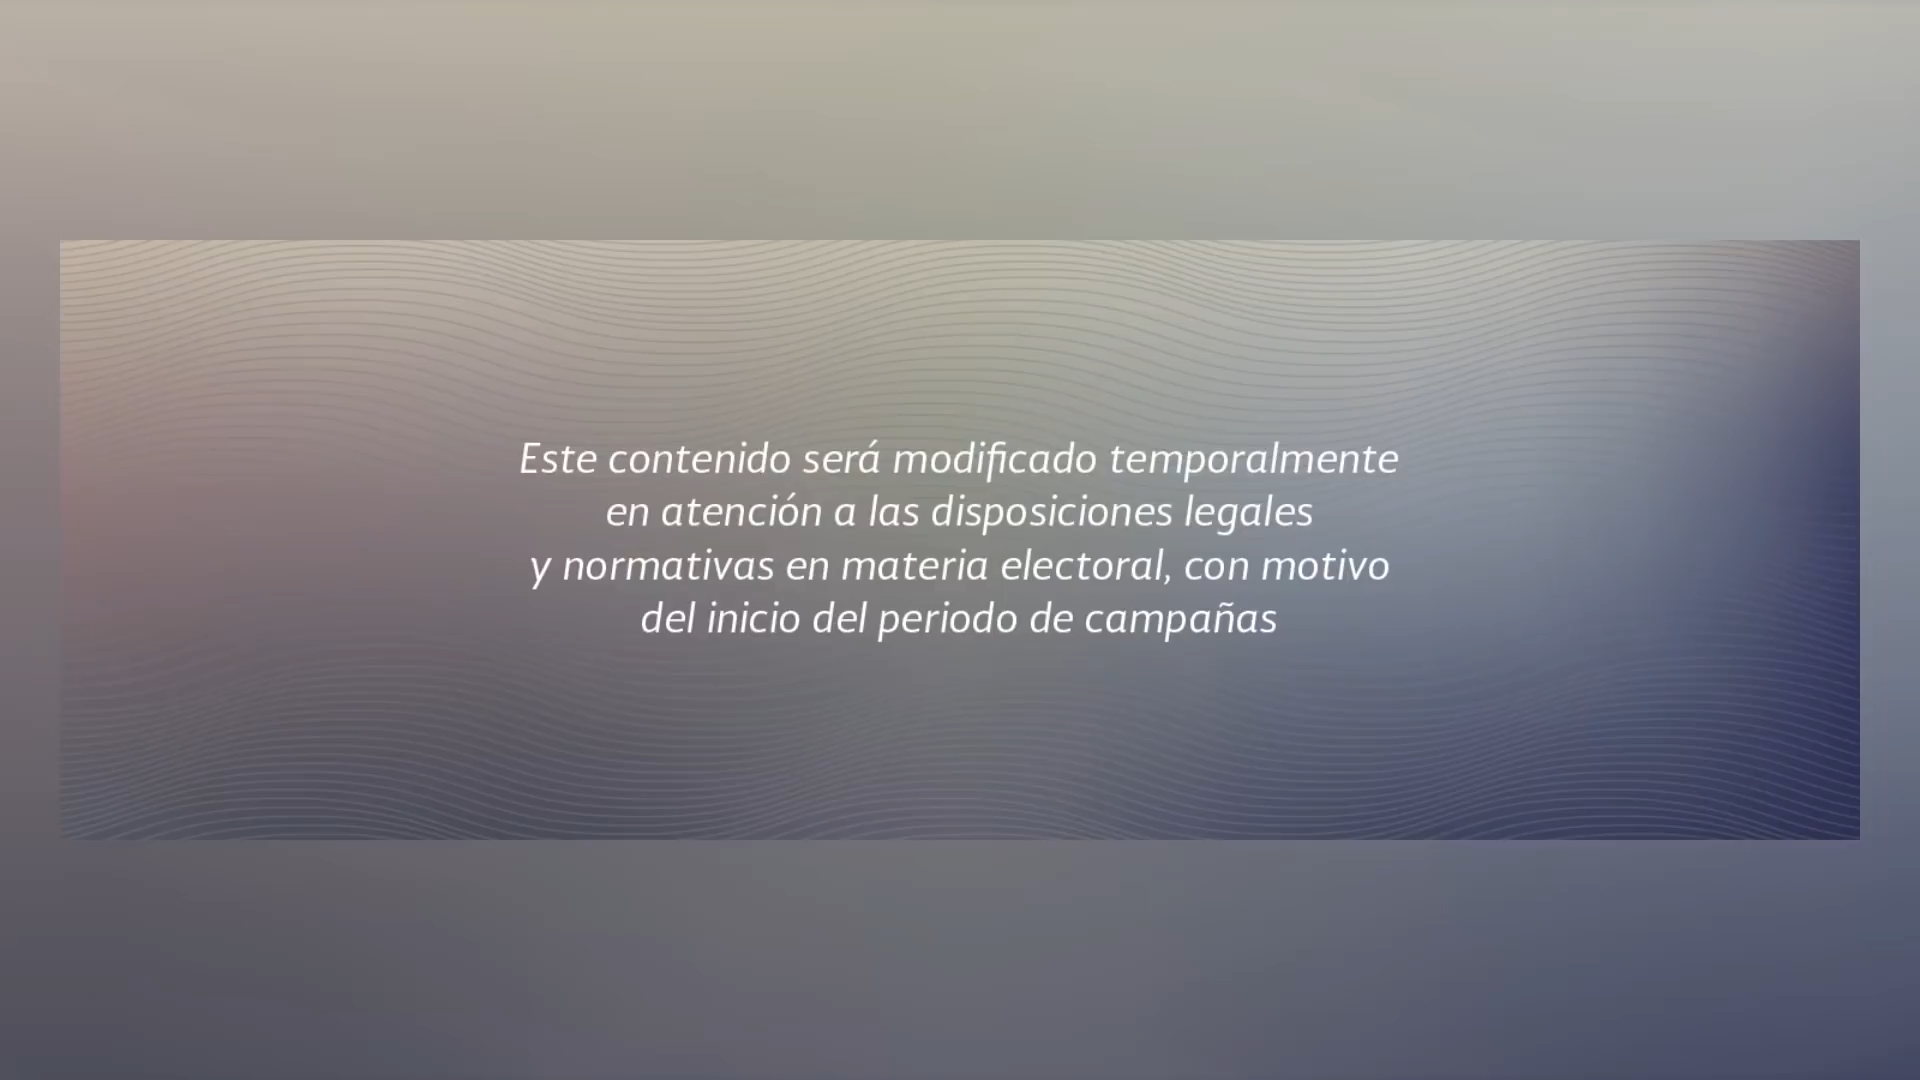 Este contenido será modificado temporalmente
en atención a las disposiciones legales
y normativas en materia electoral, con motivo
del inicio del periodo de campañas